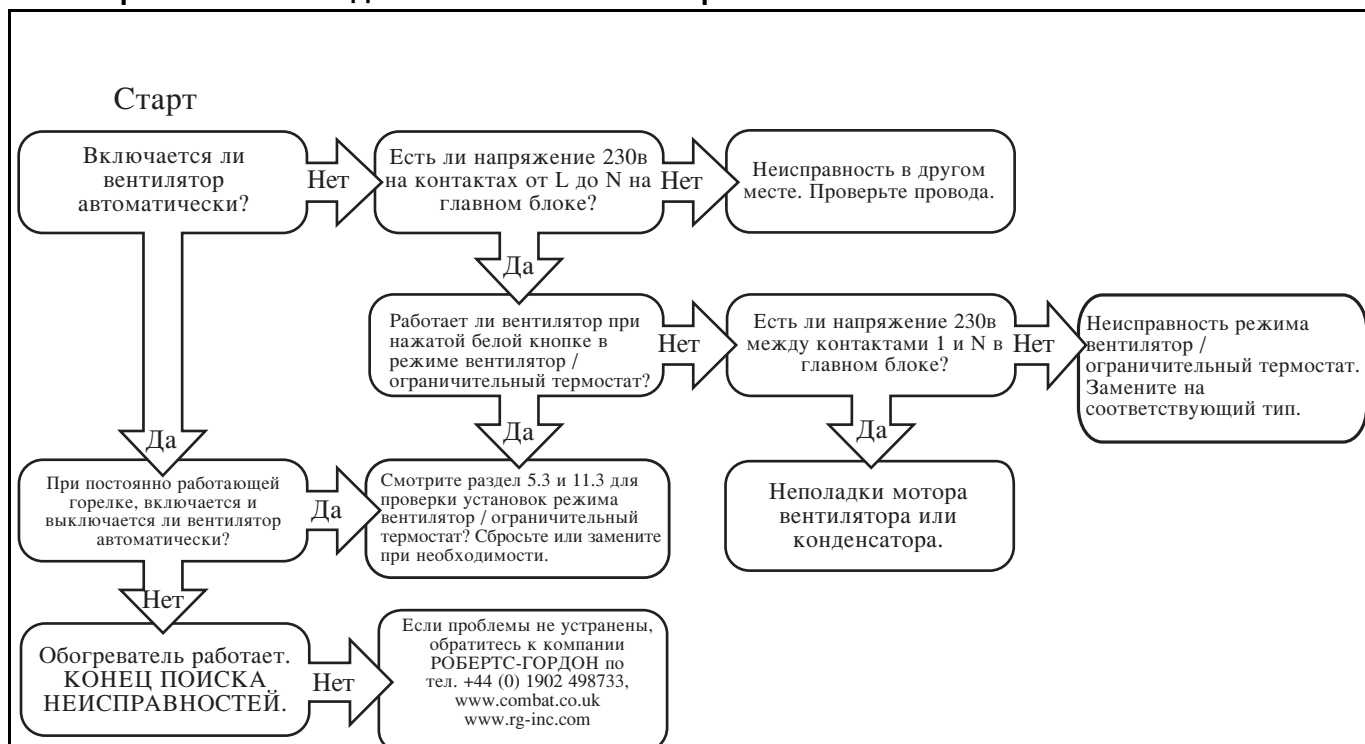 Старт
Включается ли
вентилятор
автоматически?
Нет
Есть ли напряжение 230в
на контактах от L до N на
главном блоке?
Нет
Неисправность в другом
месте. Проверьте провода.
Да
Работает ли вентилятор при
нажатой белой кнопке в
режиме вентилятор /
ограничительный термостат?
Нет
Есть ли напряжение 230в
между контактами 1 и N в
главном блоке?
Нет
Неисправность режима
вентилятор /
ограничительный термостат.
Замените на
соответствующий тип.
Да
Да
Да
При постоянно работающей
горелке, включается и
выключается ли вентилятор
автоматически?
Да
Смотрите раздел 5.3 и 11.3 для
проверки установок режима
вентилятор / ограничительный
термостат? Сбросьте или замените
при необходимости.
Неполадки мотора
вентилятора или
конденсатора.
Нет
Обогреватель работает.
КОНЕЦ ПОИСКА
НЕИСПРАВНОСТЕЙ.
Нет
Если проблемы не устранены,
обратитесь к компании
РОБЕРТС-ГОРДОН по
тел. +44 (0) 1902 498733,
www.combat.co.uk
www.rg-inc.com